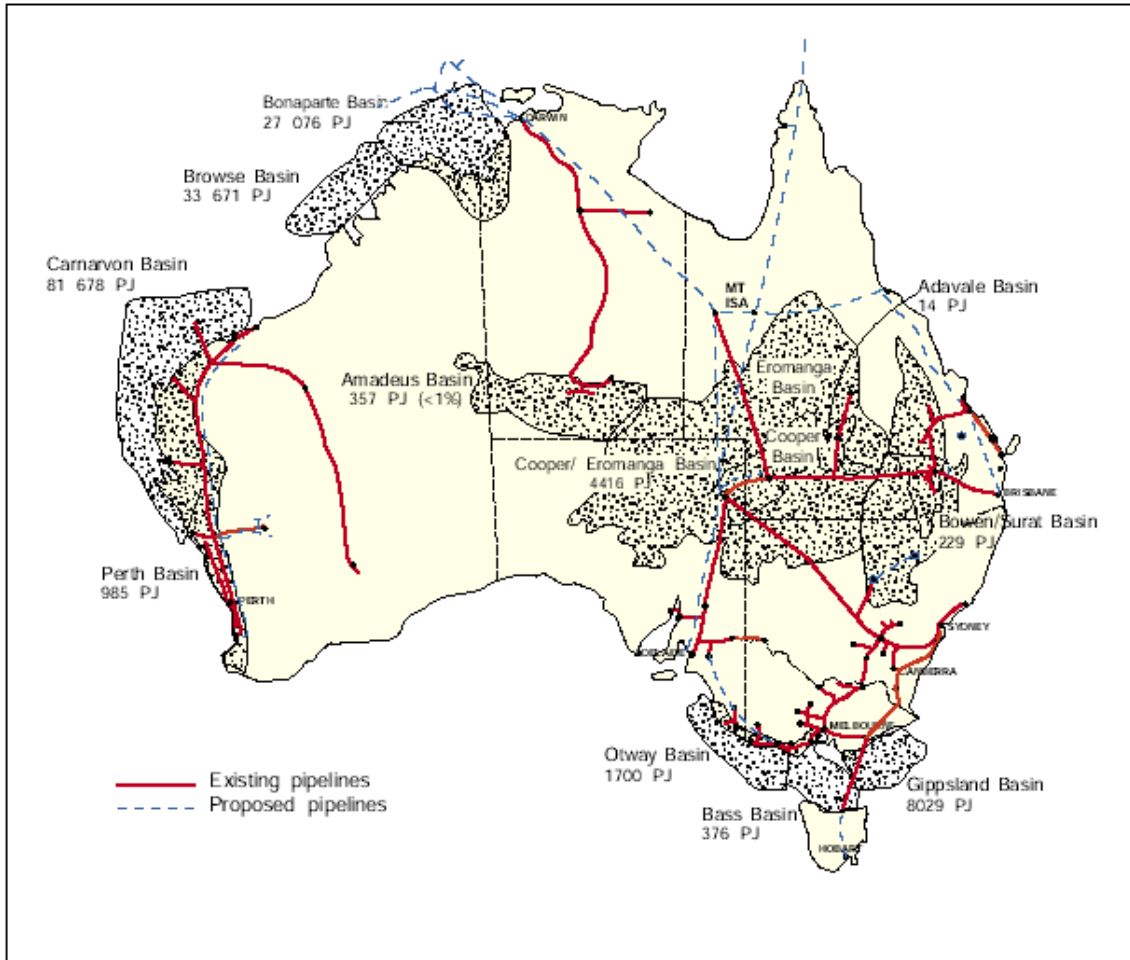 Bonaparte Basin
27 076 PJ
DARWIN
Browse Basin
33 671 PJ
Carnarvon Basin
81 678 PJ
MT
ISA
Adavale Basin
14 PJ
Eromanga
Basin
Amadeus Basin
357 PJ (<1%)
Cooper
Basin
Cooper/ Eromanga Basin
4416 PJ
BRISBANE
Bowen/Surat Basin
229 PJ
Perth Basin
985 PJ
PERTH
SYDNEY
ADELAIDE
CANBERRA
MELBOURNE
Otway Basin
1700 PJ
Gippsland Basin
8029 PJ
Existing pipelines
Proposed pipelines
Bass Basin
376 PJ
HOBART